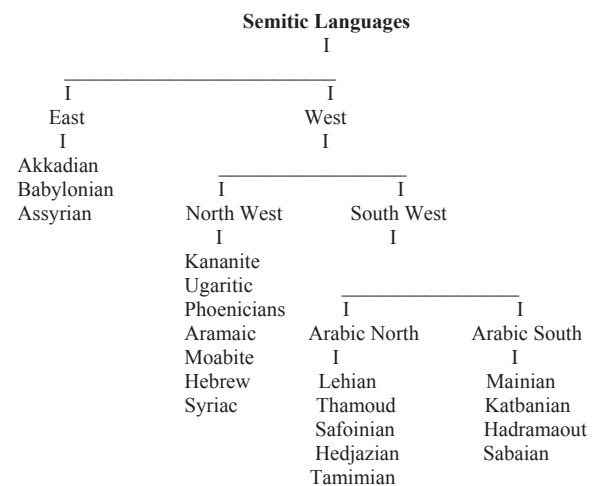 Semitic Languages
I
I I
East West
I I
Akkadian
Babylonian I I
Assyrian North West South West
I I
Kananite
Ugaritic
Phoenicians I I
Aramaic Arabic North Arabic South
Moabite I I
Hebrew Lehian Mainian
Syriac Thamoud Katbanian
Safoinian Hadramaout
Hedjazian Sabaian
Tamimian